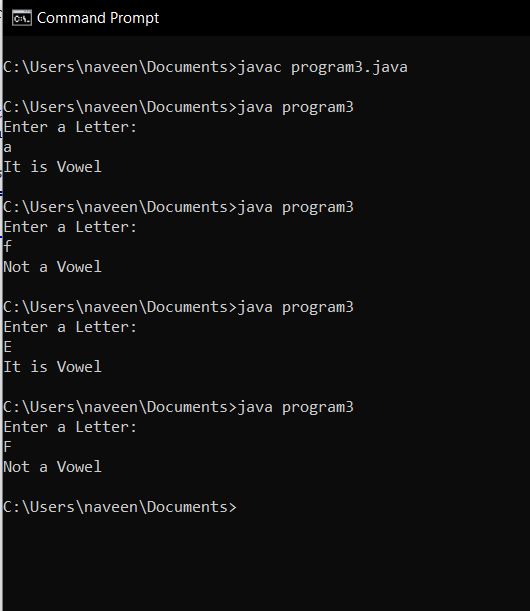 Command Prompt
C:\Users\naveen\Documents>javac program3.java
C:\Users\naveen\Documents>java program3
Enter a Letter:
a
It is Vowel
C:\Users\naveen\Documents>java program3
Enter a Letter:
f
Not a Vowel
C:\Users\naveen\Documents>java program3
Enter a Letter:
E
It is Vowel
C:\Users\naveen\Documents>java program3
Enter a Letter:
F
Not a Vowel
C:\Users\naveen\Documents>